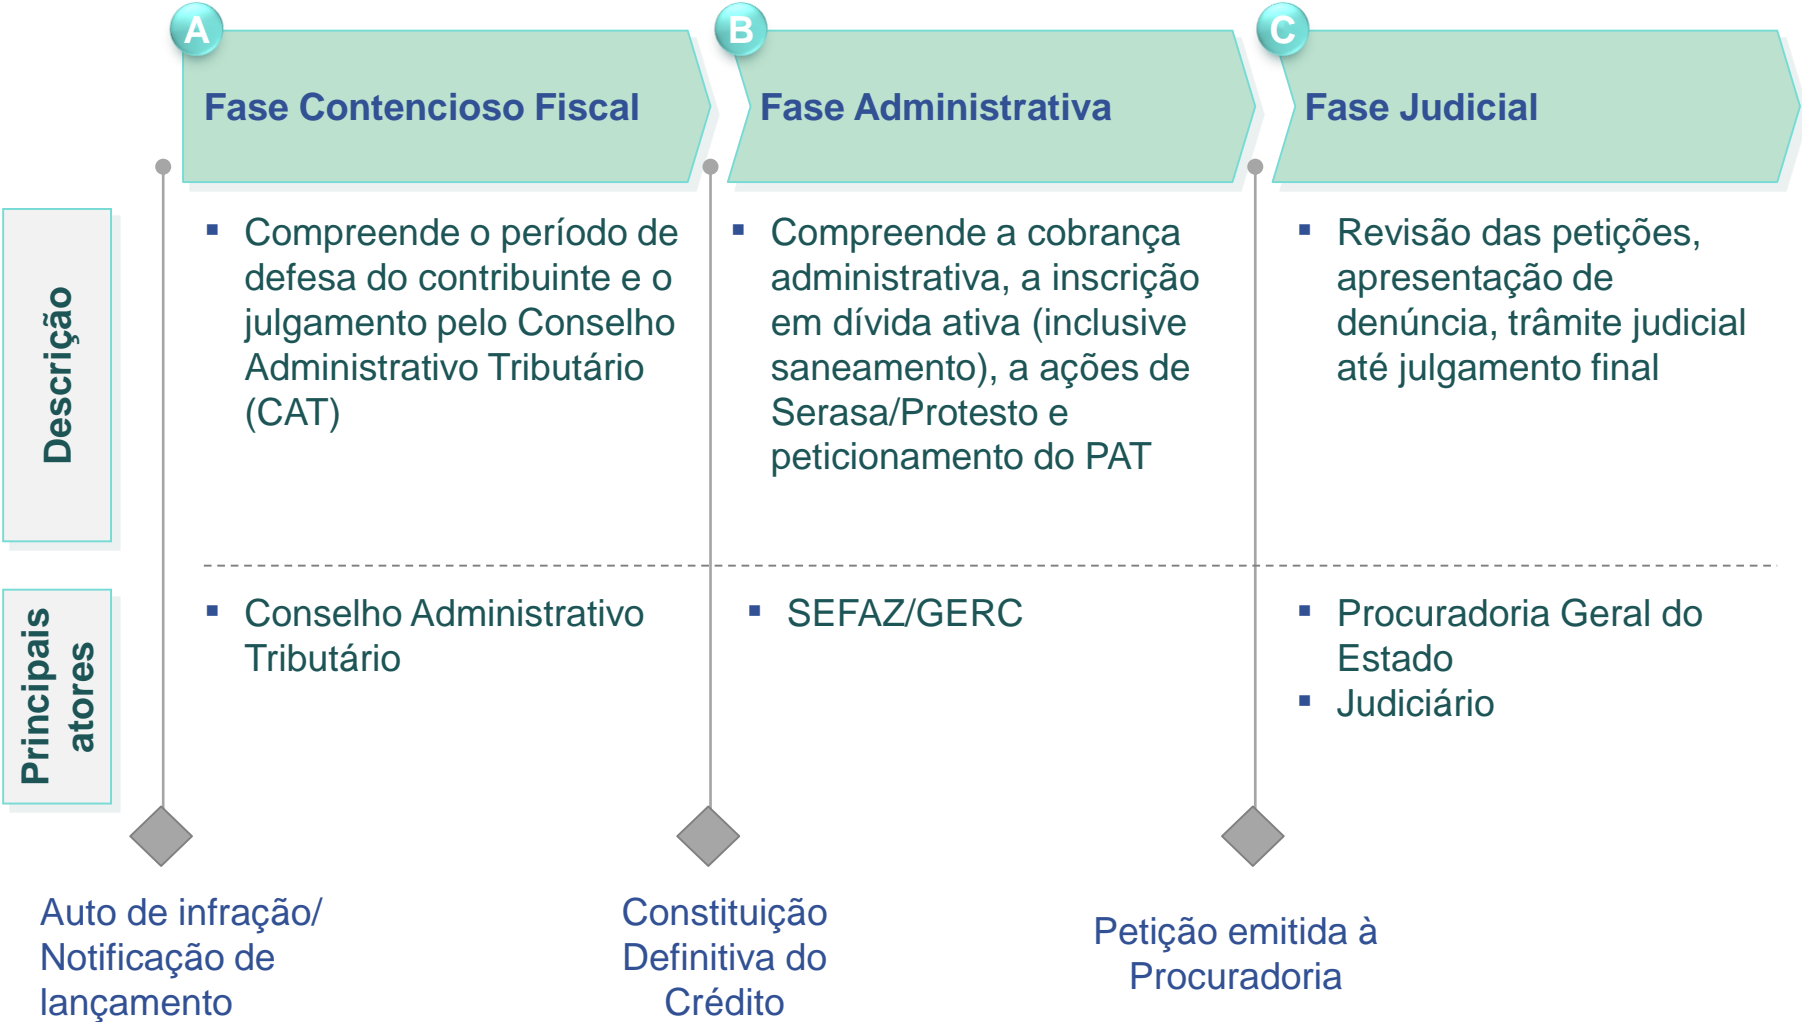 A
B
C
Fase Contencioso Fiscal
Fase Administrativa
Fase Judicial
Descrição
▪ Compreende o período de
defesa do contribuinte e o
julgamento pelo Conselho
Administrativo Tributário
(CAT)
▪ Compreende a cobrança
administrativa, a inscrição
em dívida ativa (inclusive
saneamento), a ações de
Serasa/Protesto e
peticionamento do PAT
▪ Revisão das petições,
apresentação de
denúncia, trâmite judicial
até julgamento final
Principais
atores
▪ Conselho Administrativo
Tributário
▪ SEFAZ/GERC
▪ Procuradoria Geral do
Estado
▪ Judiciário
Auto de infração/
Notificação de
lançamento
Constituição
Definitiva do
Crédito
Petição emitida à
Procuradoria